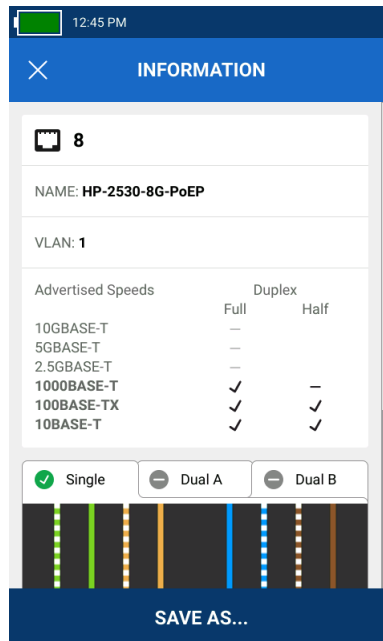 12:45 PM
INFORMATION
8
NAME: HP-2530-8G-PoEP
VLAN: 1
Advertised Speeds Duplex
Full Half
10GBASE-T –
5GBASE-T –
2.5GBASE-T –
1000BASE-T ✓ –
100BASE-TX ✓ ✓
10BASE-T ✓ ✓
Single Dual A Dual B
SAVE AS...